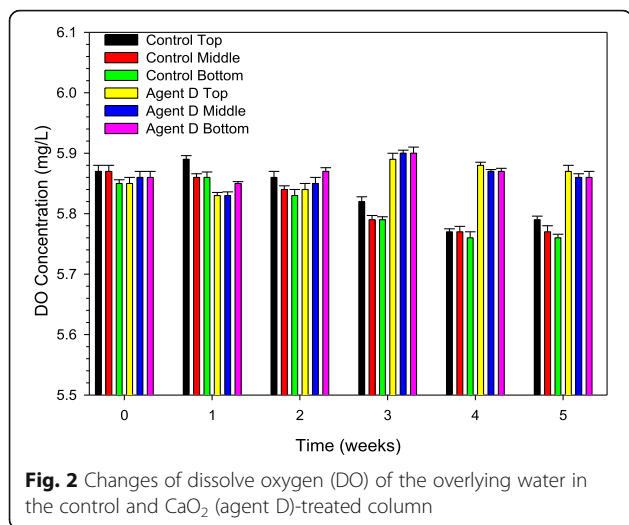 6.1
6.0
5.9
5.8
5.7
5.6
5.5
DO Concentration (mg/L)
Control Top
Control Middle
Control Bottom
Agent D Top
Agent D Middle
Agent D Bottom
0 1 2 3 4 5
Time (weeks)
Fig. 2 Changes of dissolve oxygen (DO) of the overlying water in
the control and CaO₂ (agent D)-treated column